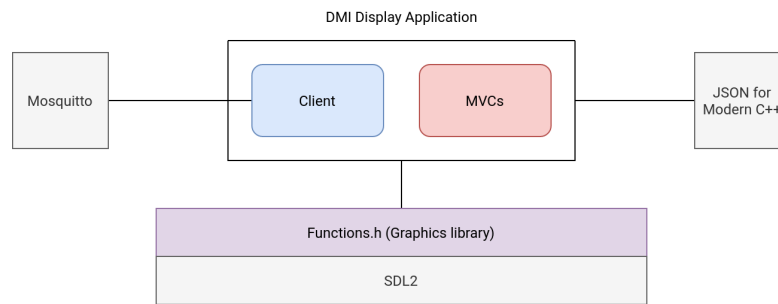 DMI Display Application
Mosquitto
Client
MVCs
JSON for
Modern C++
Functions.h (Graphics library)
SDL2